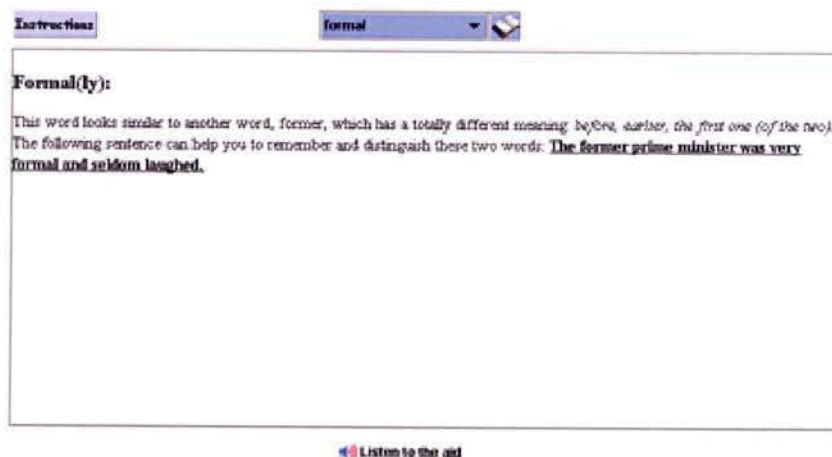 Instructions
formal
Formal(ly):
This word looks similar to another word, former, which has a totally different meaning: before, earlier, the first one (of the two).
The following sentence can help you to remember and distinguish these two words: The former prime minister was very
formal and seldom laughed.
Listen to the aid